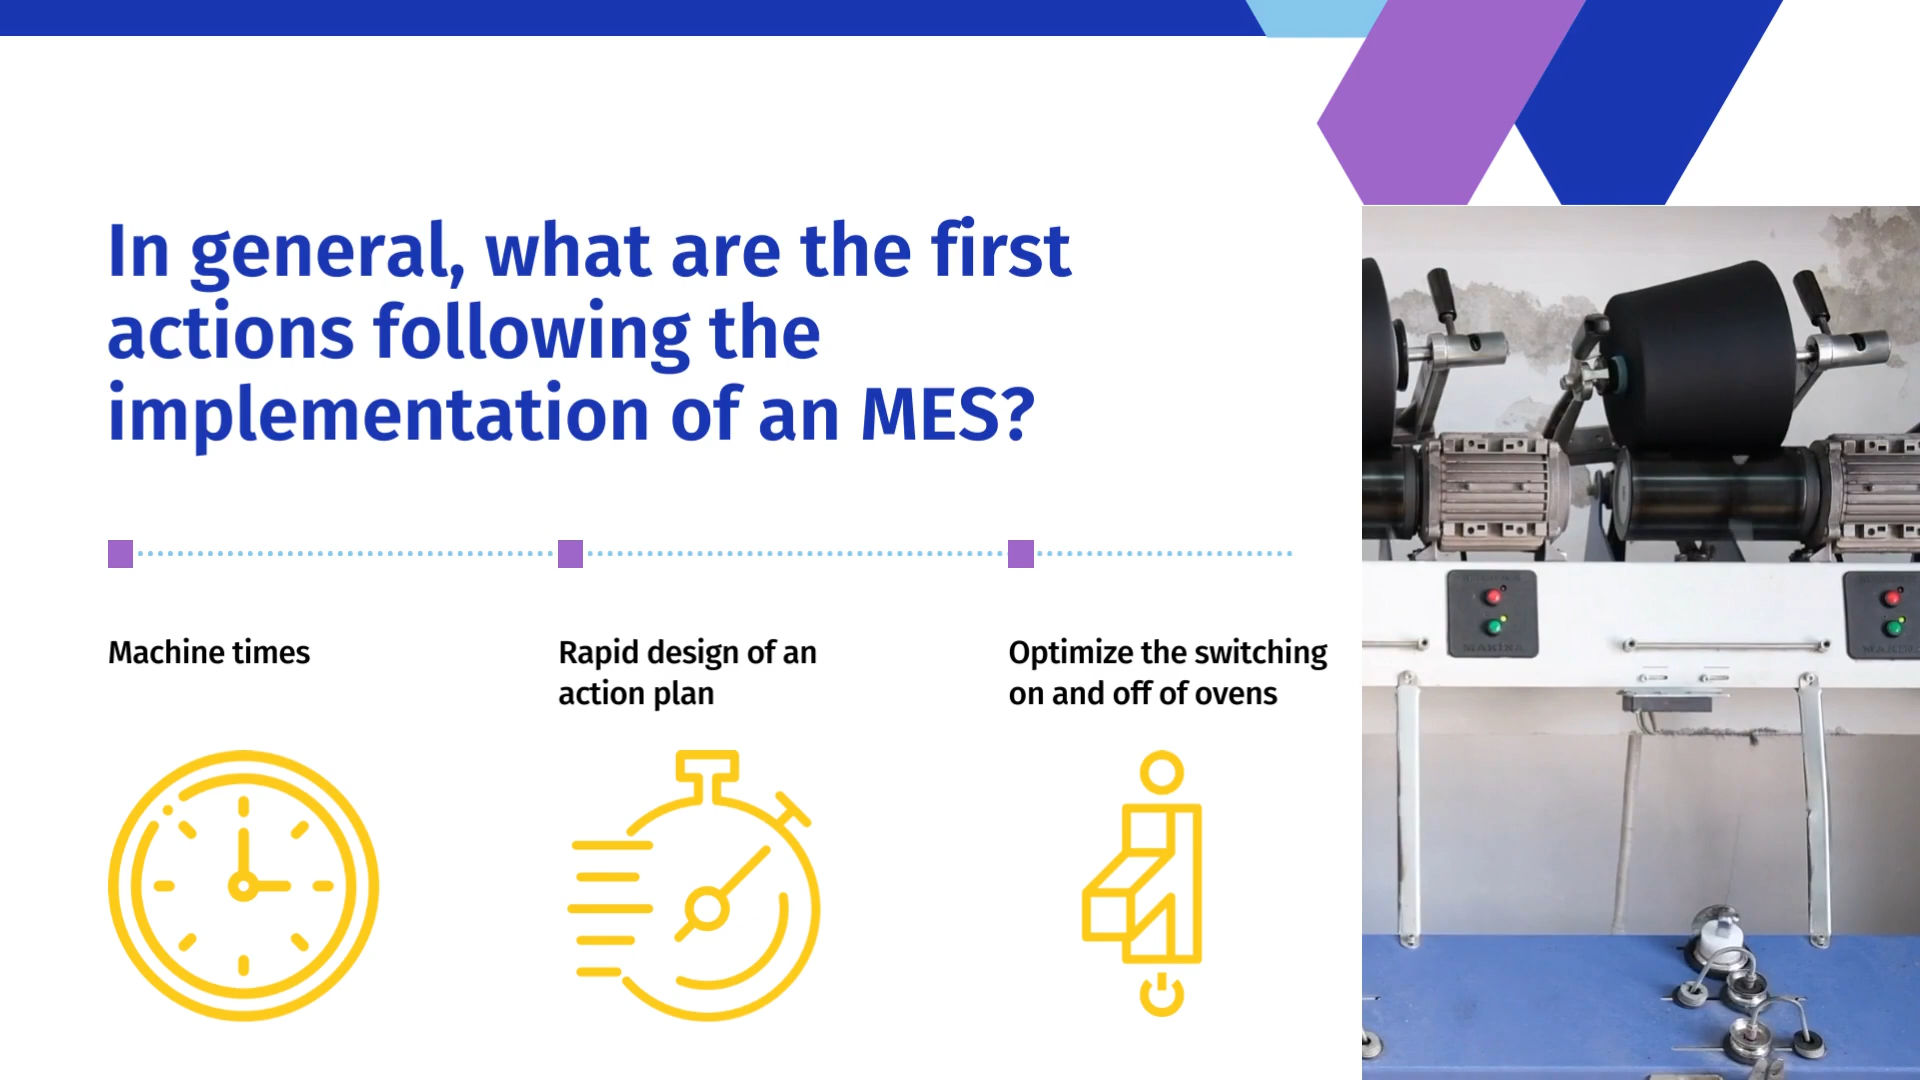 In general, what are the first
actions following the
implementation of an MES?
Machine times
Rapid design of an
action plan
Optimize the switching
on and off of ovens
MAKINA